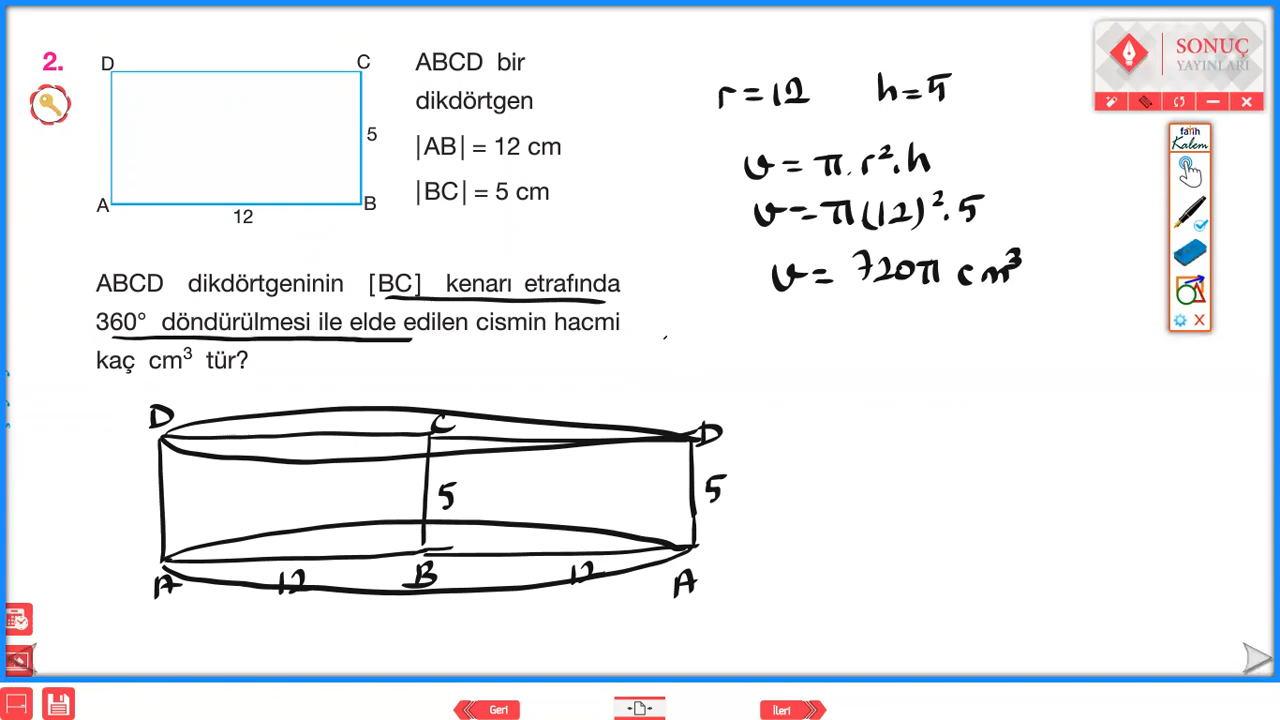 2.
D
C
5
A
B
12
ABCD bir
dikdörtgen
|AB| = 12 cm
|BC| = 5 cm
ABCD dikdörtgeninin [BC] kenarı etrafında
360° döndürülmesi ile elde edilen cismin hacmi
kaç cm³ tür?
r = 12 h = 5
v = π. r². h
v = π(12)². 5
v = 720π cm³
D
C
D
5
5
A
12
B
12
A
SONUÇ
YAYINLARI
fatih
Kalem
Geri
İleri